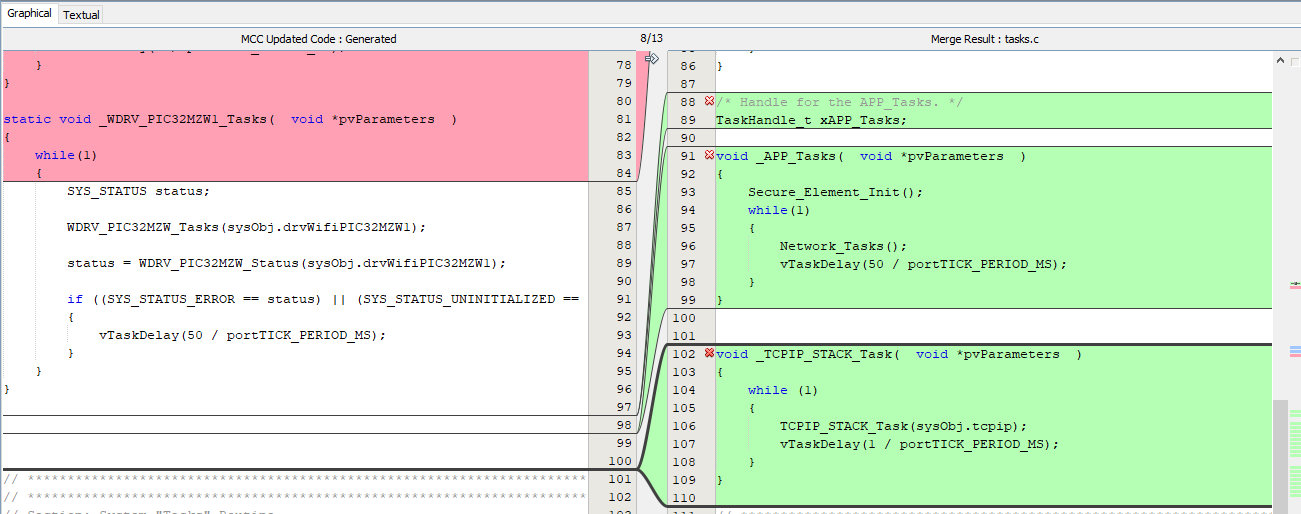 Graphical Textual
MCC Updated Code : Generated 8/13 Merge Result : tasks.c
} 78
} 79
80
static void _WDRV_PIC32MZW1_Tasks(  void *pvParameters  ) 81
{ 82
while(1) 83
{ 84
SYS_STATUS status; 85
86
WDRV_PIC32MZW_Tasks(sysObj.drvWifiPIC32MZW1); 87
88
status = WDRV_PIC32MZW_Status(sysObj.drvWifiPIC32MZW1); 89
90
if ((SYS_STATUS_ERROR == status) || (SYS_STATUS_UNINITIALIZED == 91
{ 92
vTaskDelay(50 / portTICK_PERIOD_MS); 93
} 94
} 95
} 96
97
98
99
100
// ********************************************************************** 101
// ********************************************************************** 102
// Section: System "Tasks" Routine
86 }
87
88 /* Handle for the APP_Tasks. */
89 TaskHandle_t xAPP_Tasks;
90
91 void _APP_Tasks(  void *pvParameters  )
92 {
93 Secure_Element_Init();
94 while(1)
95 {
96 Network_Tasks();
97 vTaskDelay(50 / portTICK_PERIOD_MS);
98 }
99 }
100
101
102 void _TCPIP_STACK_Task(  void *pvParameters  )
103 {
104 while (1)
105 {
106 TCPIP_STACK_Task(sysObj.tcpip);
107 vTaskDelay(1 / portTICK_PERIOD_MS);
108 }
109 }
110